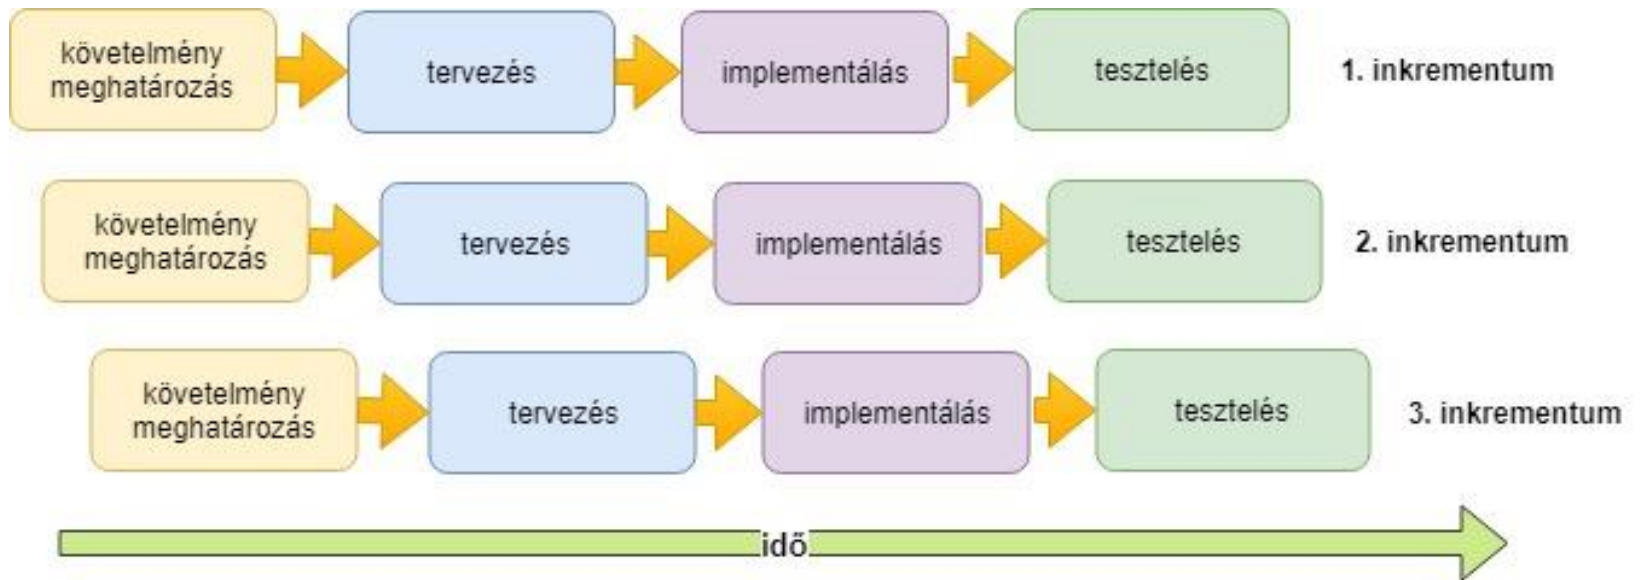 követelmény
meghatározás
tervezés
implementálás
tesztelés
1. inkrementum
követelmény
meghatározás
tervezés
implementálás
tesztelés
2. inkrementum
követelmény
meghatározás
tervezés
implementálás
tesztelés
3. inkrementum
idő